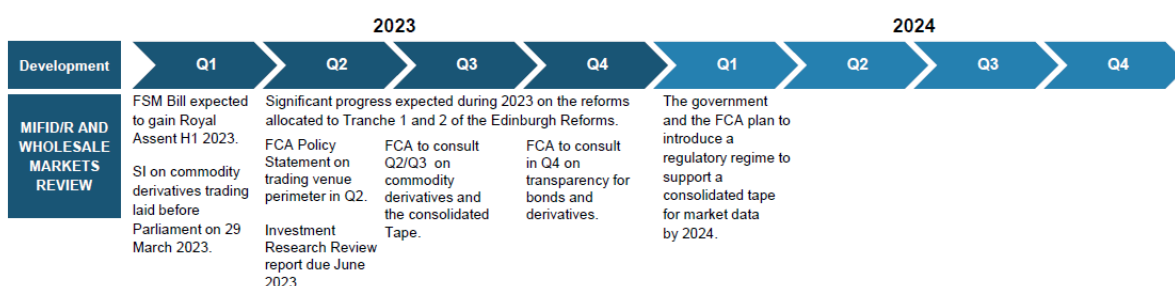 2023
2024
Development
Q1
Q2
Q3
Q4
Q1
Q2
Q3
Q4
MIFID/R AND
WHOLESALE
MARKETS
REVIEW
FSM Bill expected
to gain Royal
Assent H1 2023.
SI on commodity
derivatives trading
laid before
Parliament on 29
March 2023.
Significant progress expected during 2023 on the reforms
allocated to Tranche 1 and 2 of the Edinburgh Reforms.
FCA Policy
Statement on
trading venue
perimeter in Q2.
Investment
Research Review
report due June
2023
FCA to consult
Q2/Q3 on
commodity
derivatives and
the consolidated
Tape.
FCA to consult
in Q4 on
transparency for
bonds and
derivatives.
The government
and the FCA plan to
introduce a
regulatory regime to
support a
consolidated tape
for market data
by 2024.